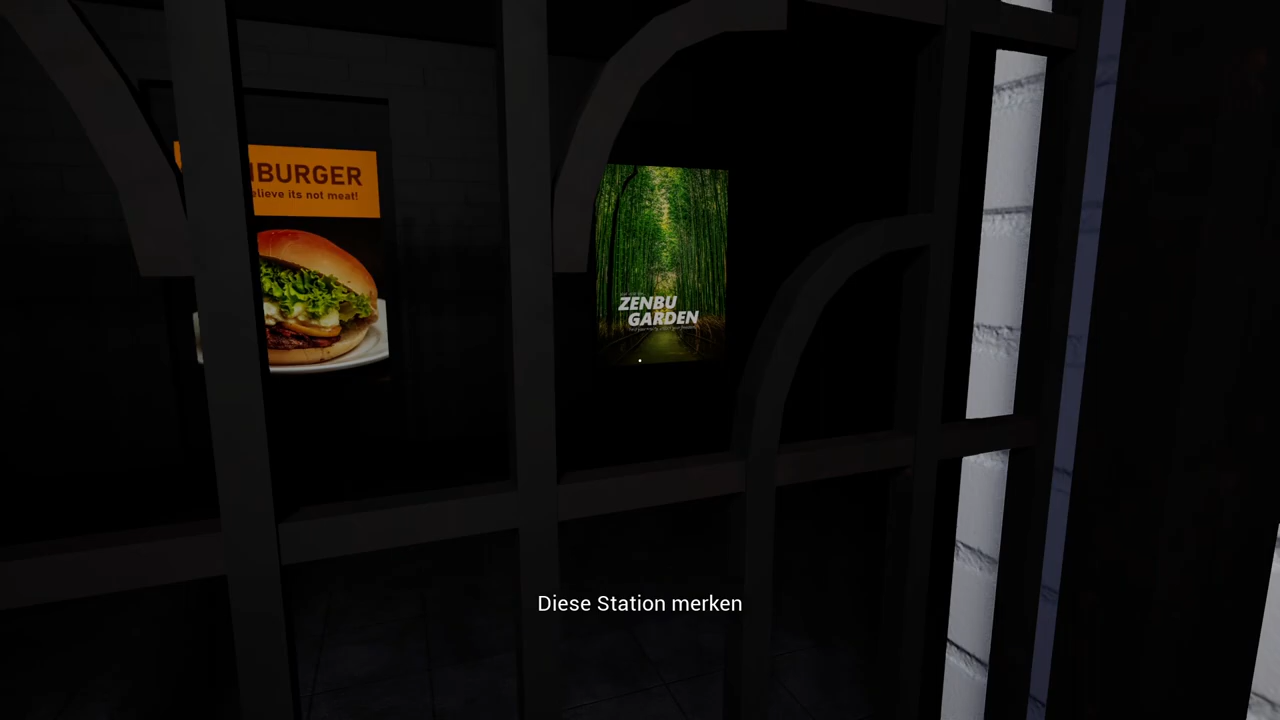 BURGER
elieve its not meat!
ZENBU
GARDEN
Diese Station merken